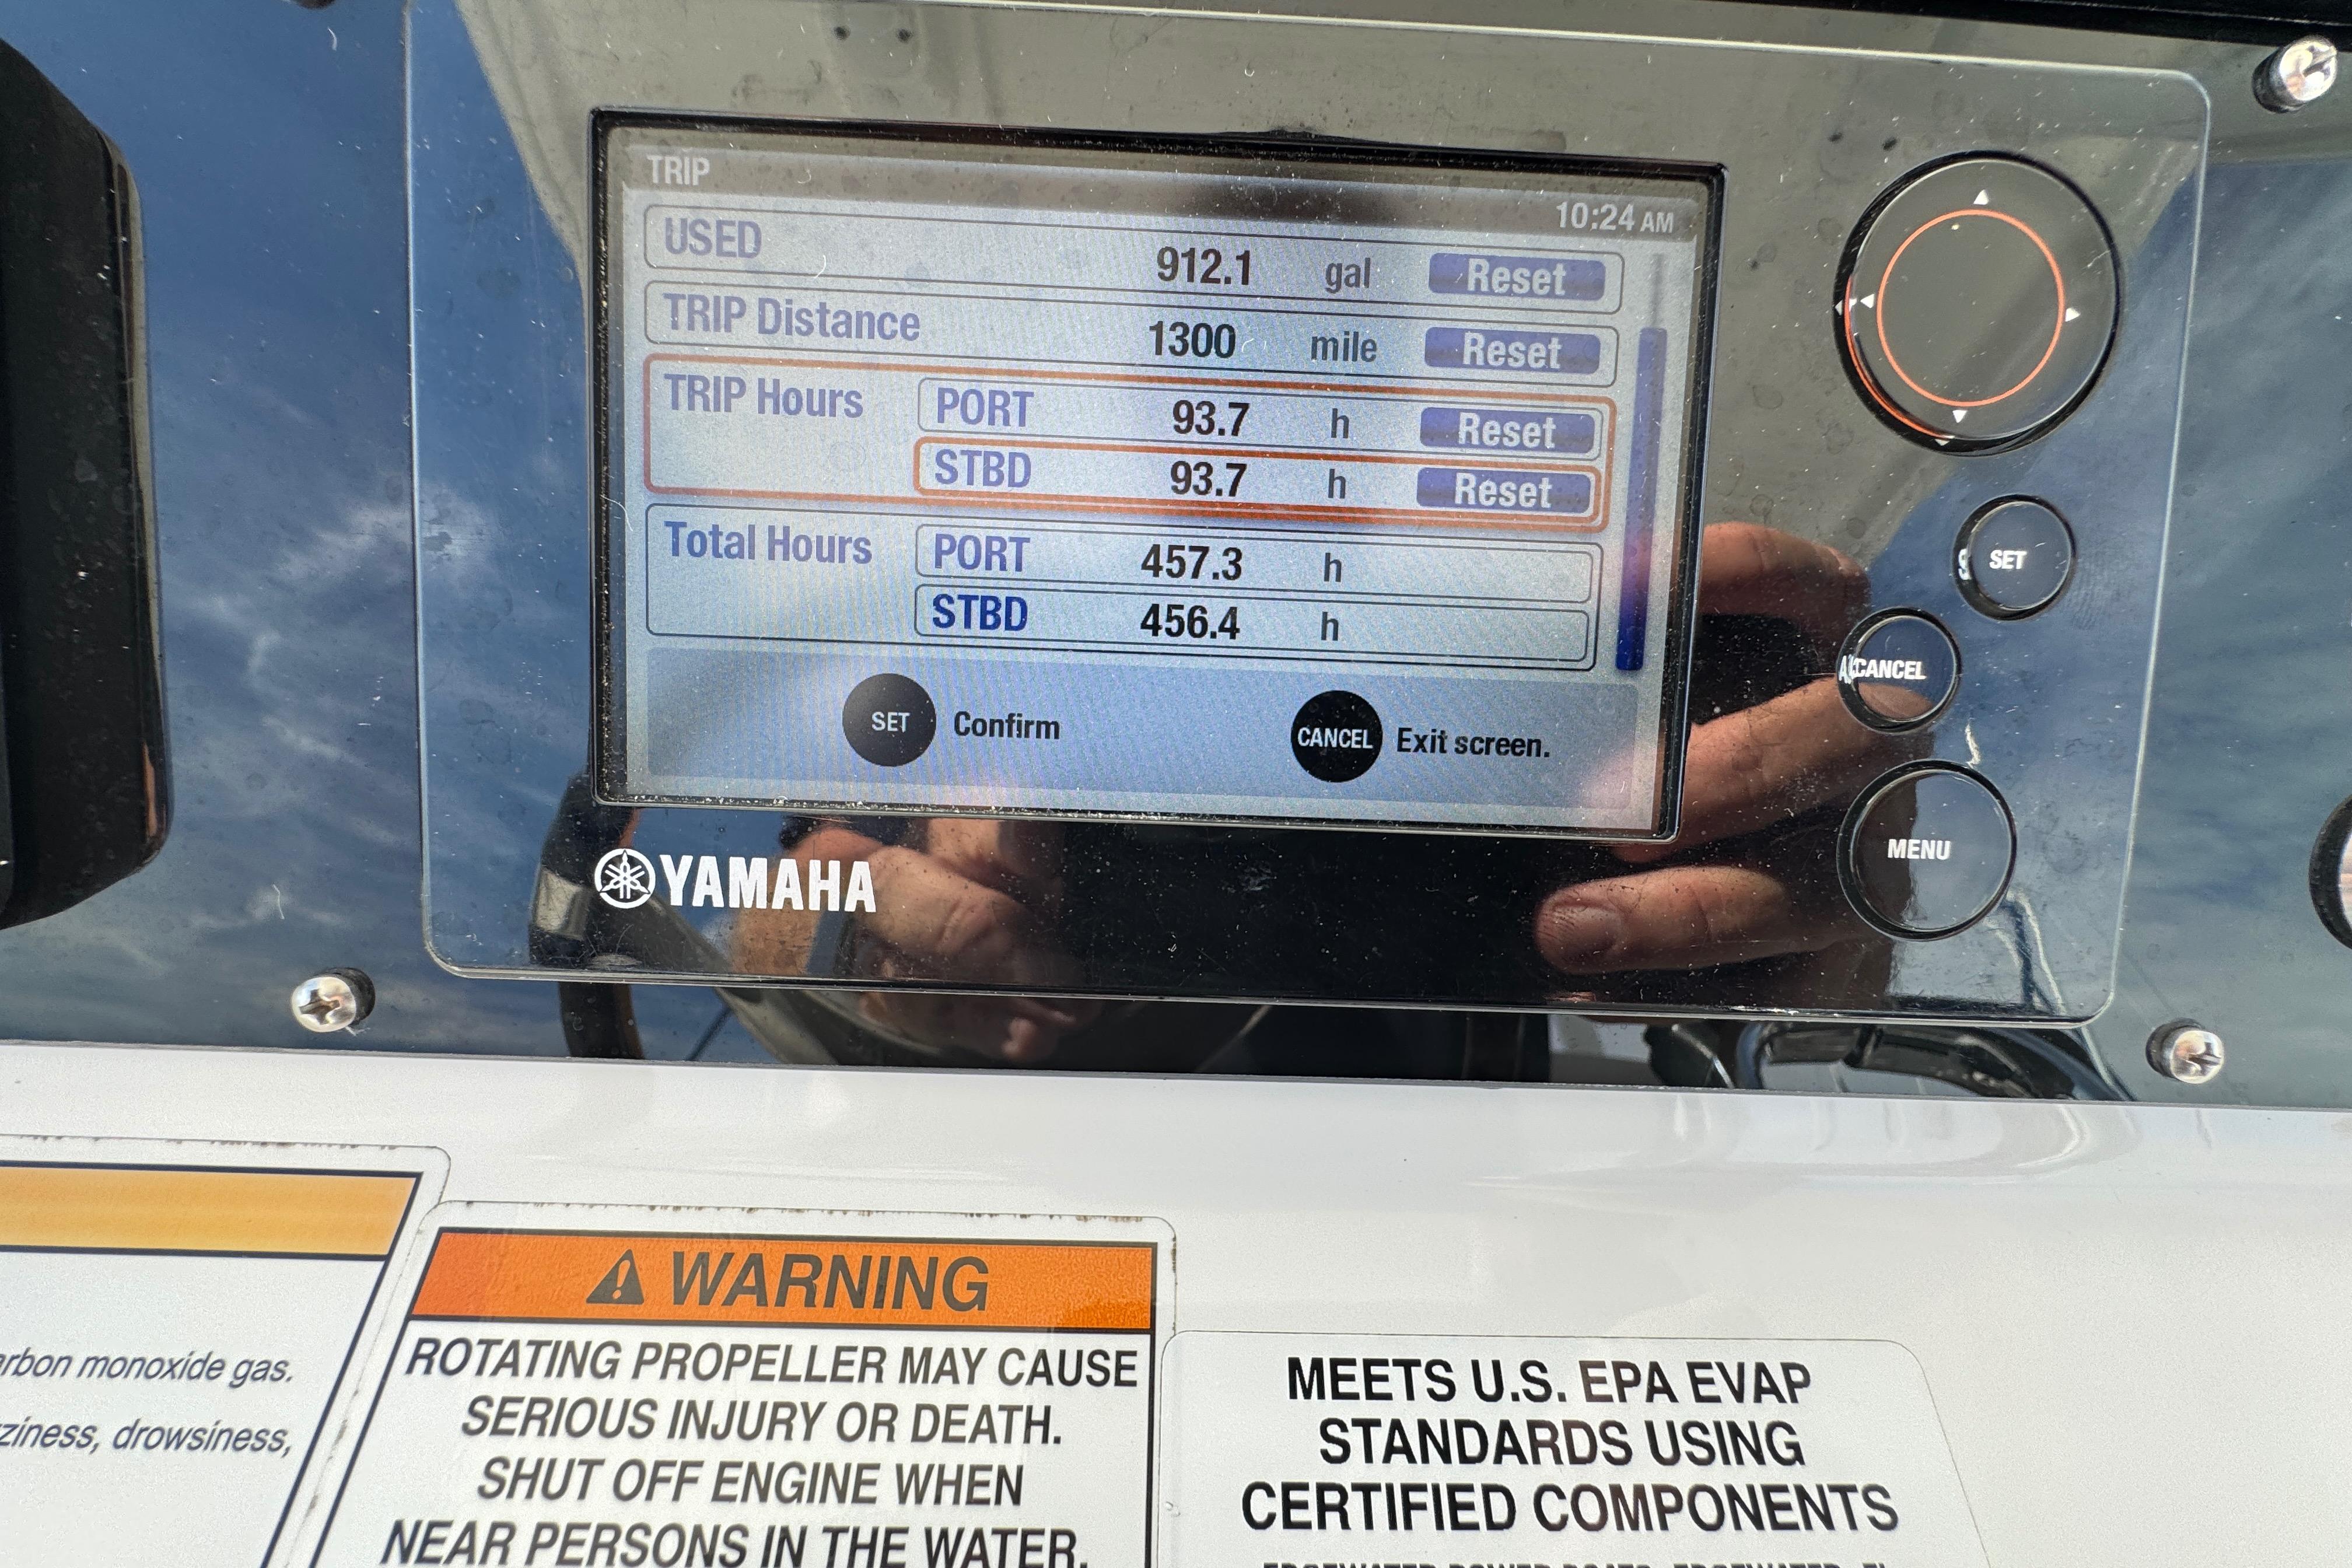 TRIP
10:24 AM
USED 912.1 gal Reset
TRIP Distance 1300 mile Reset
TRIP Hours PORT 93.7 h Reset
STBD 93.7 h Reset
Total Hours PORT 457.3 h
STBD 456.4 h
SET Confirm CANCEL Exit screen.
SET
CANCEL
MENU
YAMAHA
monoxide gas.
drowsiness,
WARNING
ROTATING PROPELLER MAY CAUSE
SERIOUS INJURY OR DEATH.
SHUT OFF ENGINE WHEN
NEAR PERSONS IN THE WATER.
MEETS U.S. EPA EVAP
STANDARDS USING
CERTIFIED COMPONENTS